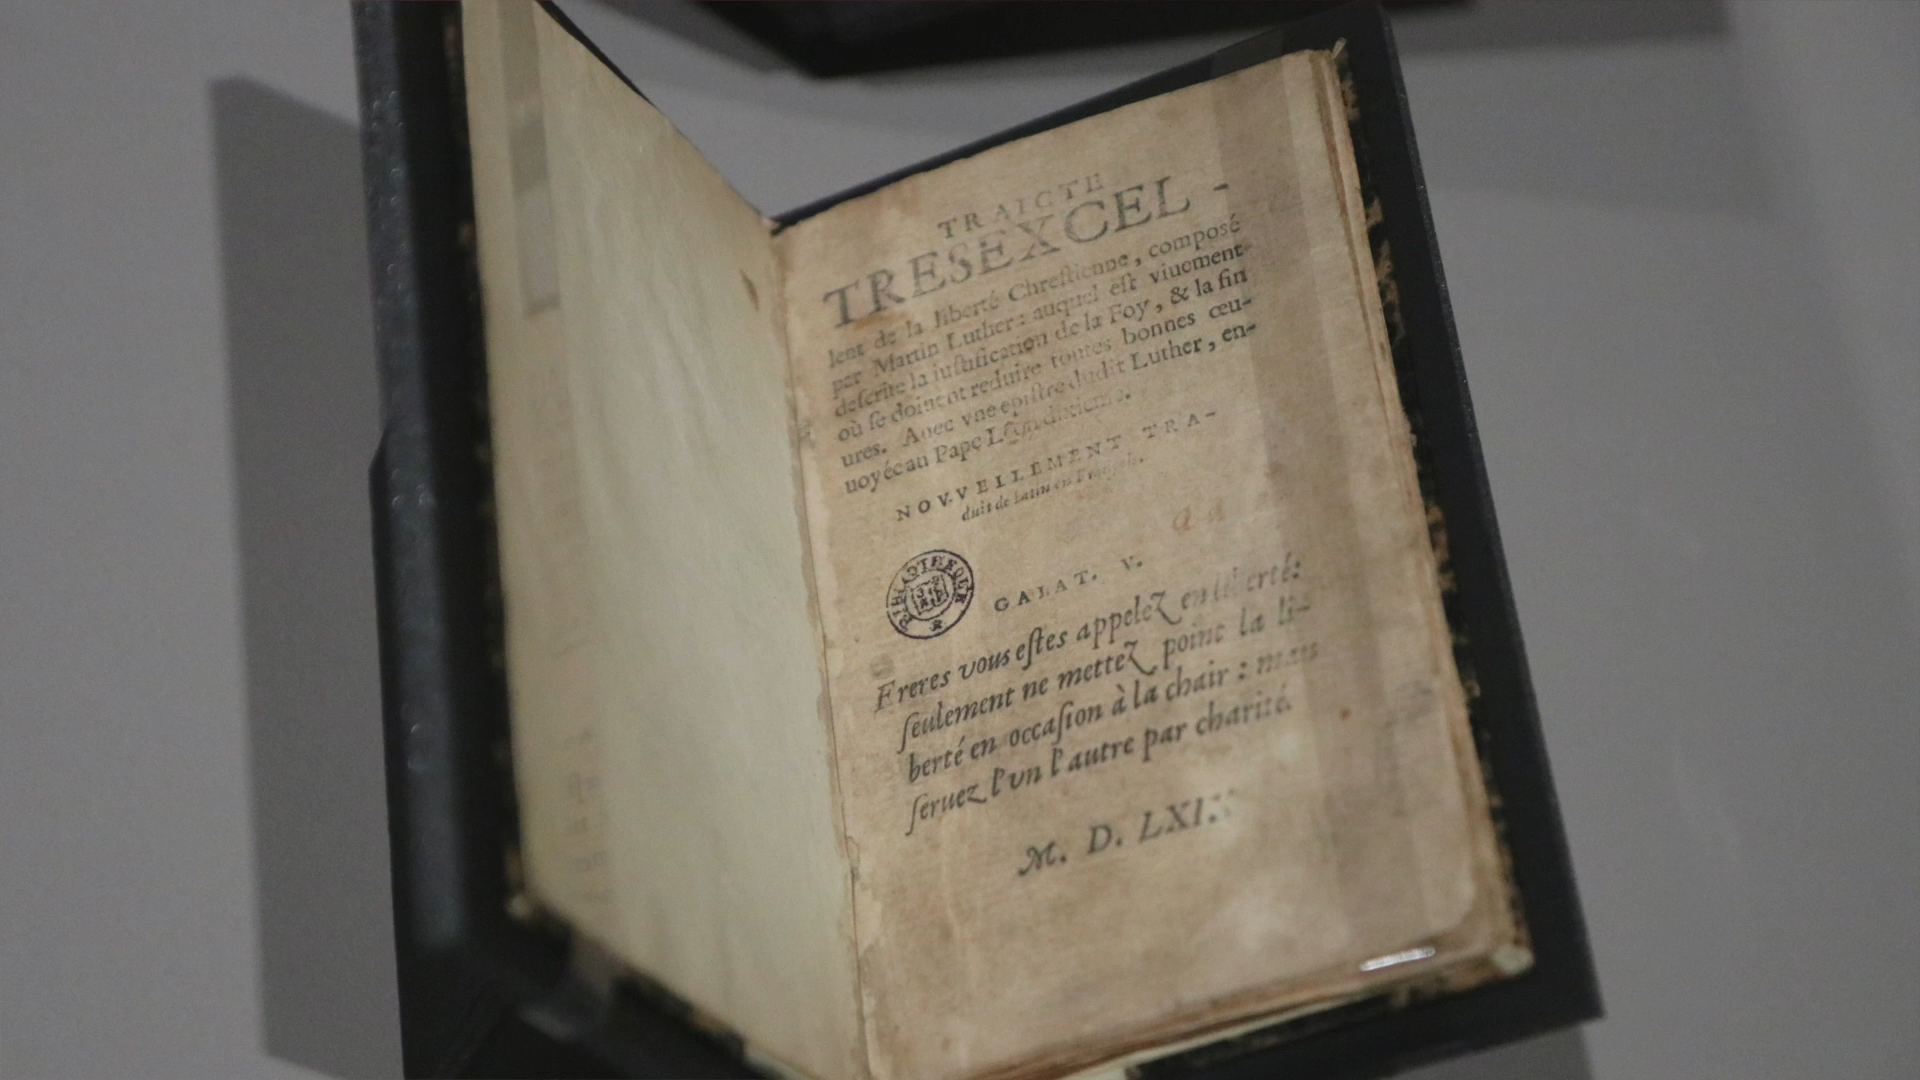 TRAICTE
TRESEXCEL-
lent de la liberté Chreſtienne, composé
par Martin Luther: auquel eſt viuement
deſcrite la iuſtification de la Foy, & la fin
où ſe doiuent reduire toutes bonnes œu-
ures. Auec vne epiſtre dudit Luther, en-
uoyée au Pape Leon dixieme.
NOVVELLEMENT TRA-
duit de Latin en François.
BIBLIOTHEQUE
GALAT. V.
Freres vous eſtes appelez en liberté:
ſeulement ne mettez point la li-
berté en occaſion à la chair: mais
ſeruez l'vn l'autre par charité.
M. D. LXIX